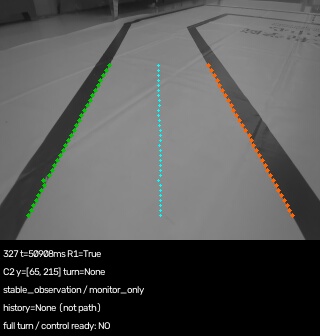 327 t=50908ms R1=True
C2 y=[65, 215] turn=None
stable_observation / monitor_only
history=None (not path)
full turn / control ready: NO